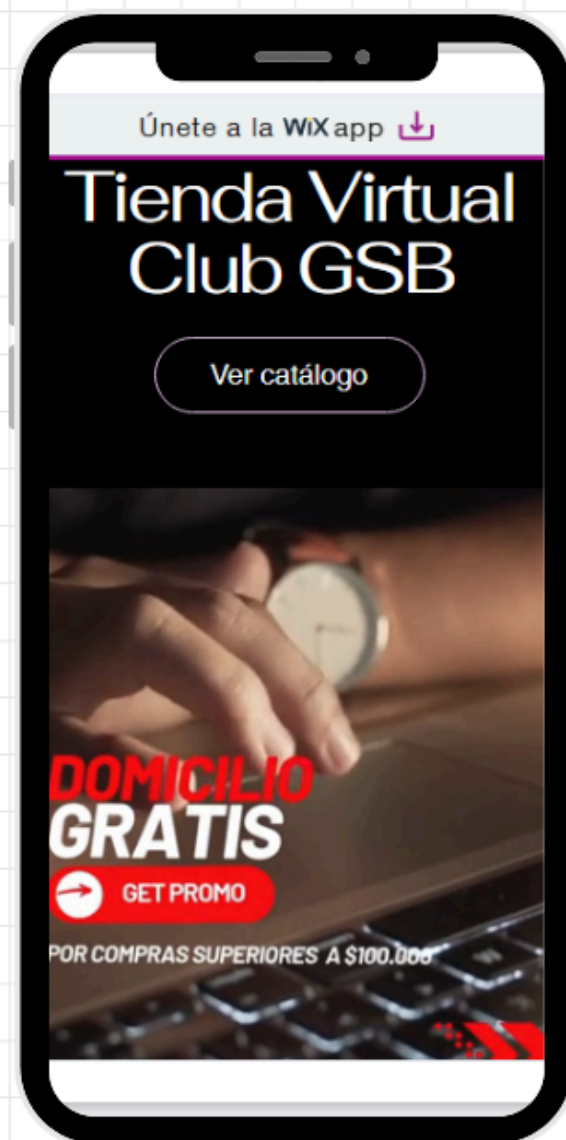 Únete a la WiX app
Tienda Virtual
Club GSB
Ver catálogo
DOMICILIO
GRATIS
GET PROMO
POR COMPRAS SUPERIORES A $100.000